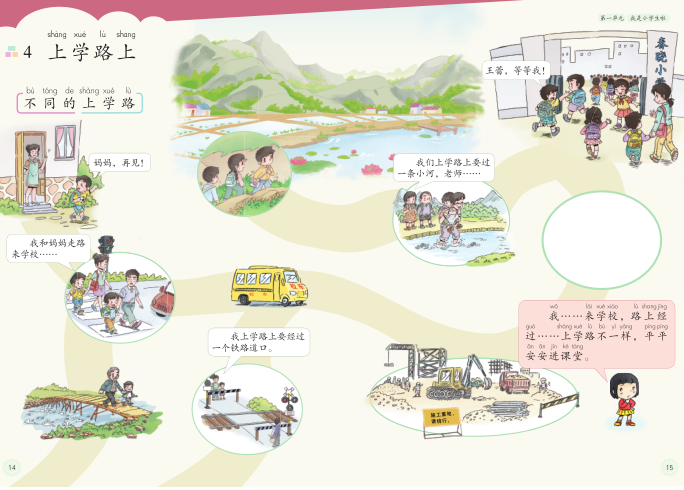 第一单元 我是小学生啦
shàng xué lù shang
4 上学路上
bù tóng de shàng xué lù
不同的上学路
妈妈，再见！
王蕾，等等我！
春晓小
我们上学路上要过
一条小河，老师……
我和妈妈走路
来学校……
我上学路上要经过
一个铁路道口。
施工重地，
请绕行。
wǒ lái xué xiào lù shang jīng
我……来学校，路上经
guò shàng xué lù bù yí yàng píng píng
过……上学路不一样，平平
ān ān jìn kè táng
安安进课堂。
14
15